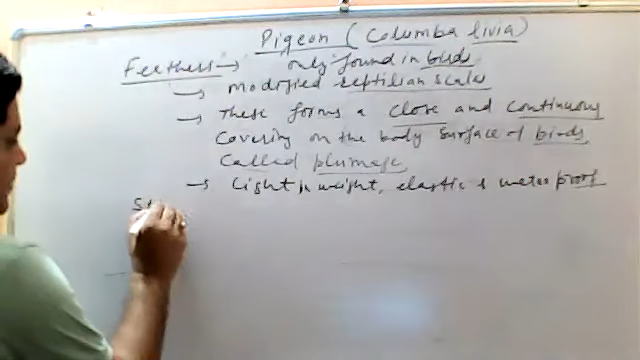 Pigeon (Columba livia)
Feathers → only found in birds
→ modified reptilian scales
→ These forms a close and continuous
covering on the body surface of birds,
called plumage,
→ Light in weight, elastic & water proof
St